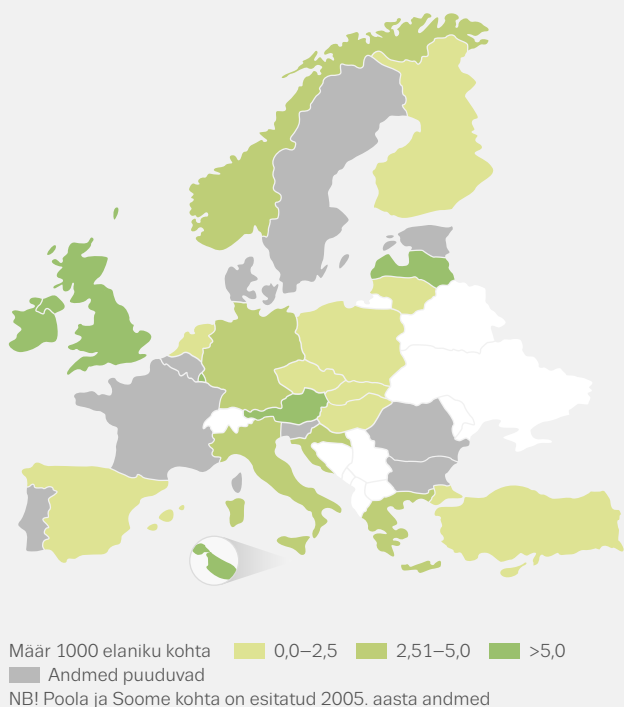 Määr 1000 elaniku kohta 0,0–2,5 2,51–5,0 >5,0
Andmed puuduvad
NB! Poola ja Soome kohta on esitatud 2005. aasta andmed